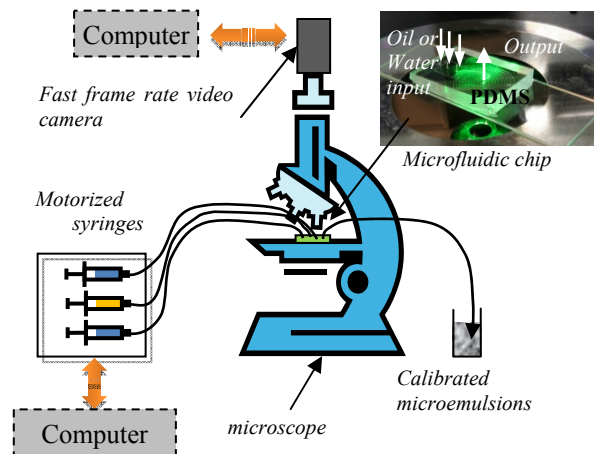 Computer
Fast frame rate video
camera
Oil or
Water
input
Output
PDMS
Microfluidic chip
Motorized
syringes
Calibrated
microemulsions
microscope
Computer